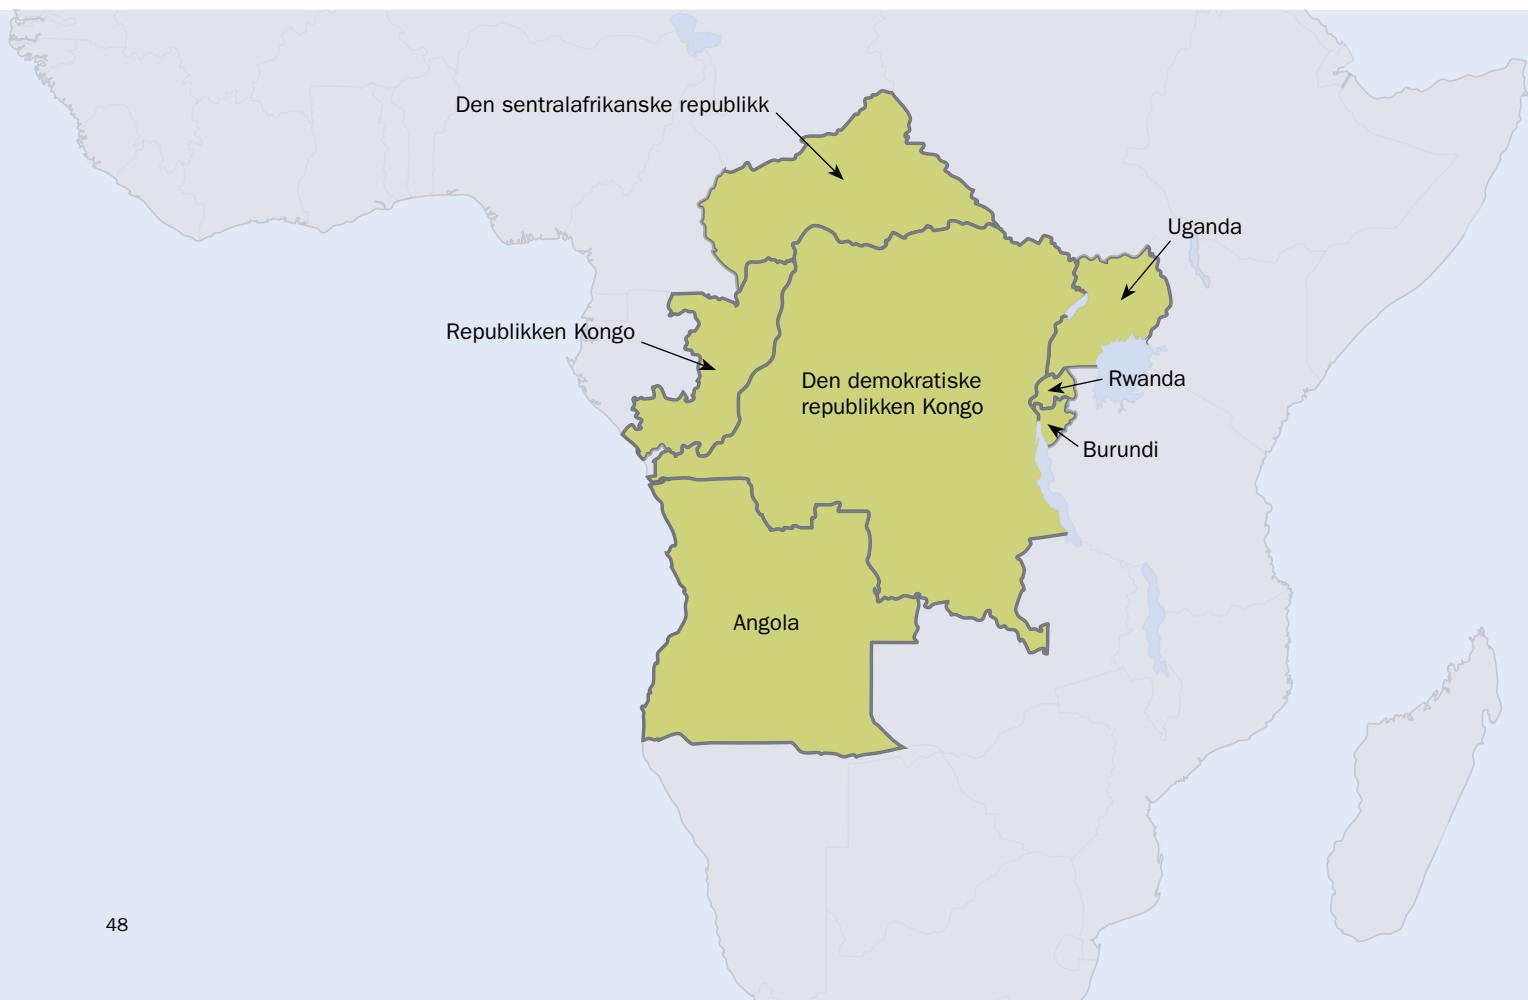 Den sentralafrikanske republikk
Uganda
Republikken Kongo
Den demokratiske
republikken Kongo
Rwanda
Burundi
Angola
48